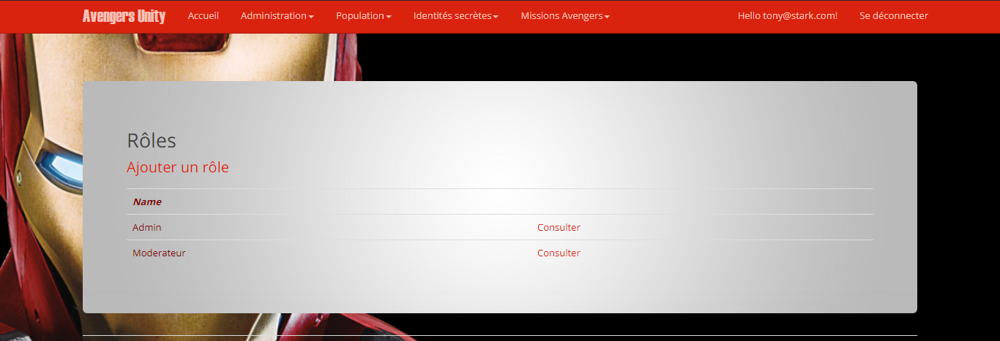 Avengers Unity Accueil Administration Population Identités secrètes Missions Avengers Hello tony@stark.com! Se déconnecter
Rôles
Ajouter un rôle
Name
Admin Consulter
Moderateur Consulter